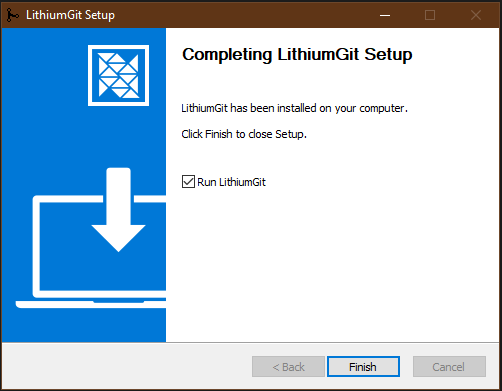 LithiumGit Setup
Completing LithiumGit Setup
LithiumGit has been installed on your computer.
Click Finish to close Setup.
Run LithiumGit
< Back
Finish
Cancel